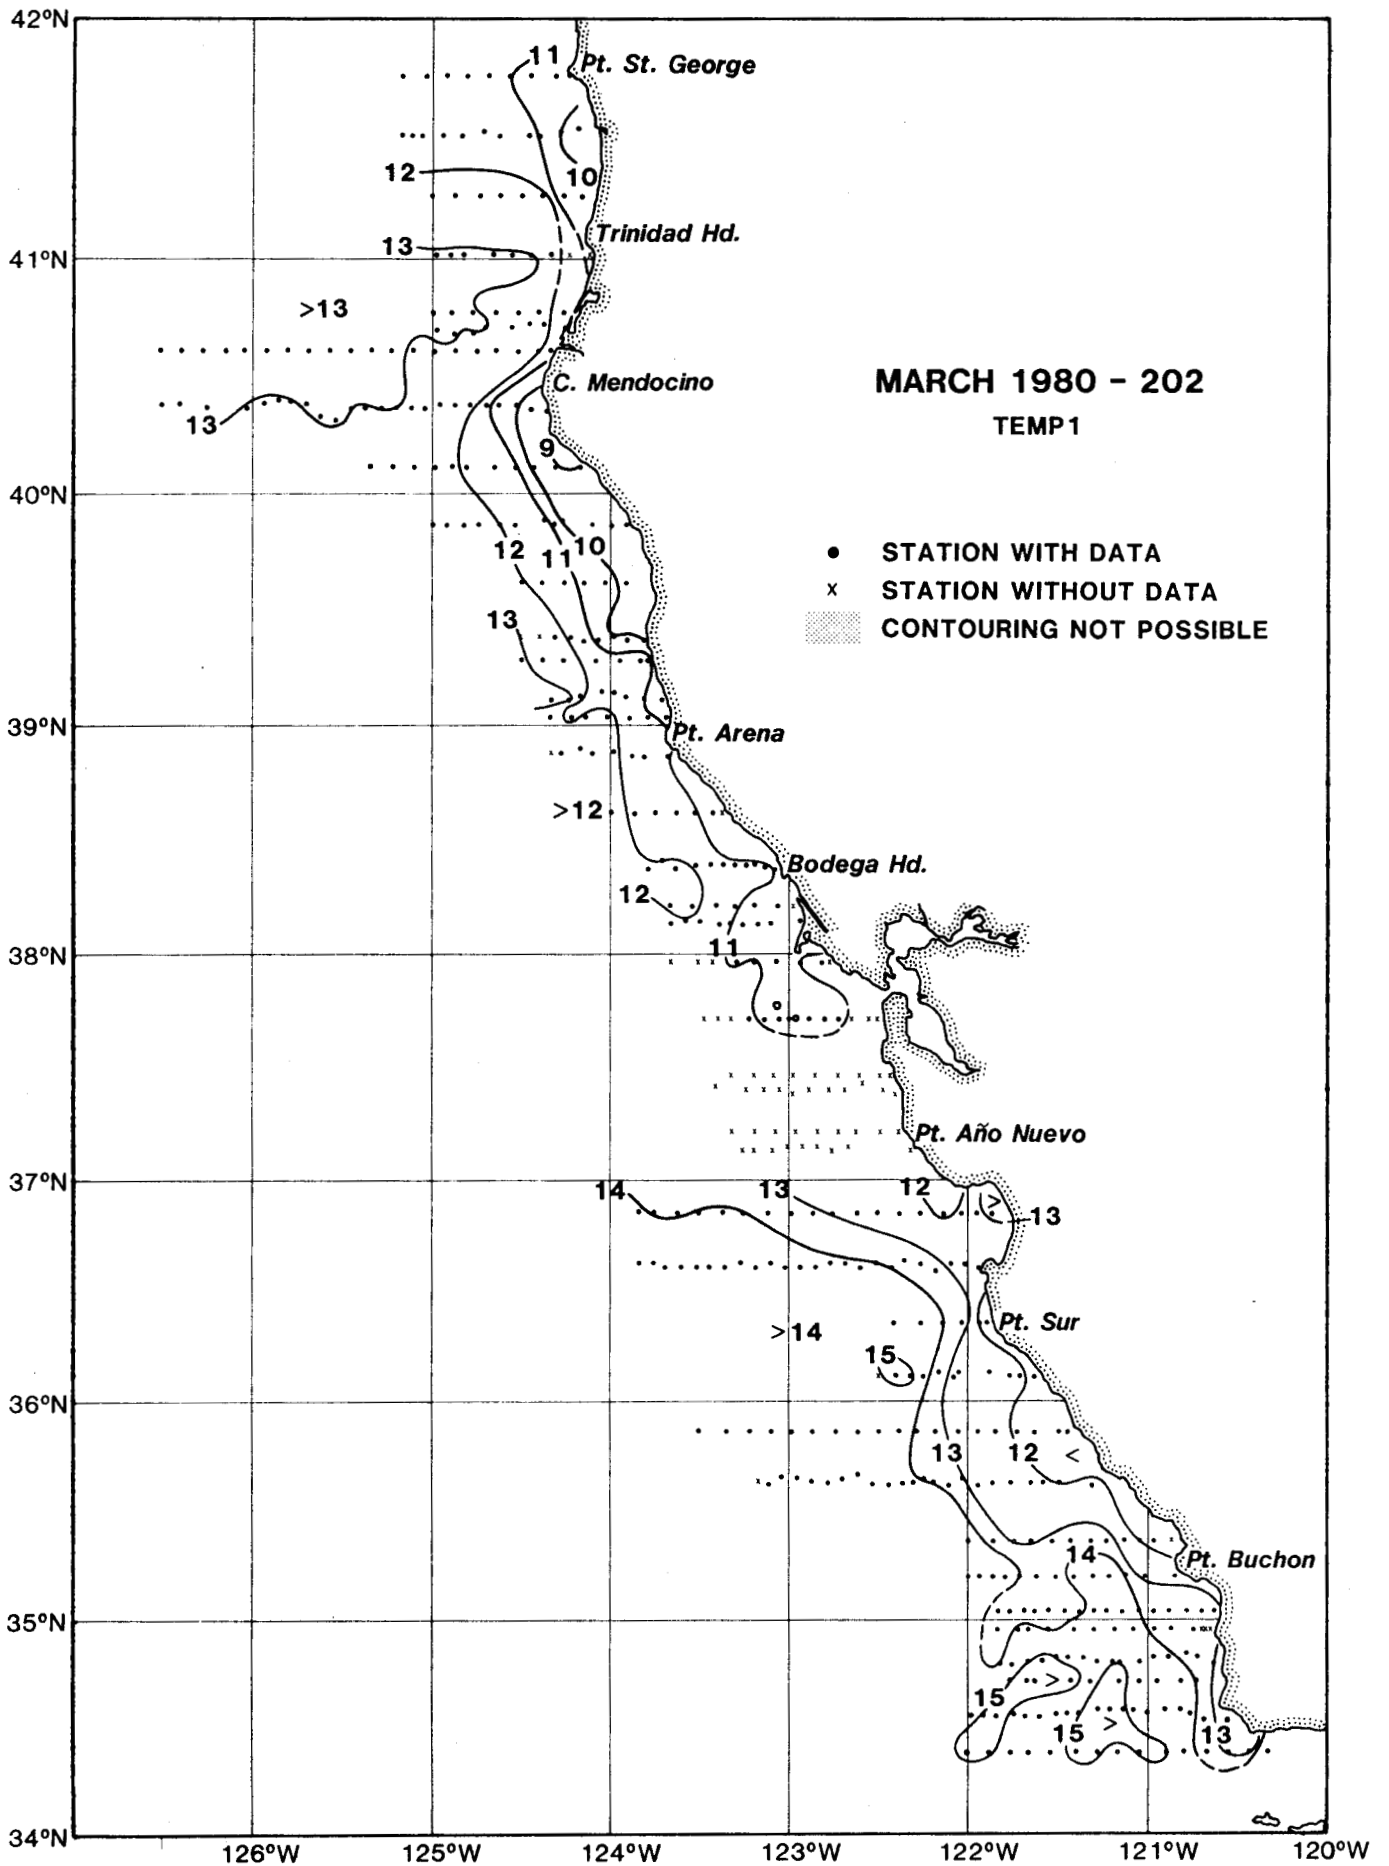 42°N
11
Pt. St. George
12
10
Trinidad Hd.
13
41°N
>13
C. Mendocino
MARCH 1980 - 202
13
TEMP1
9
40°N
12
11
10
• STATION WITH DATA
x STATION WITHOUT DATA
13
CONTOURING NOT POSSIBLE
39°N
Pt. Arena
>12
Bodega Hd.
12
11
38°N
Pt. Año Nuevo
37°N
14
13
12
>
13
>14
Pt. Sur
15
36°N
13
12
<
14
Pt. Buchon
35°N
15
>
15
>
13
34°N
126°W
125°W
124°W
123°W
122°W
121°W
120°W